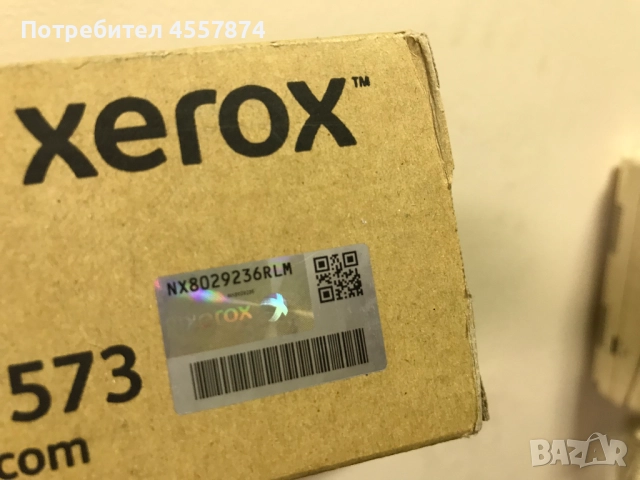 Потребител 4557874
xerox™
NX8029236RLM
xerox
573
com
BAZAR